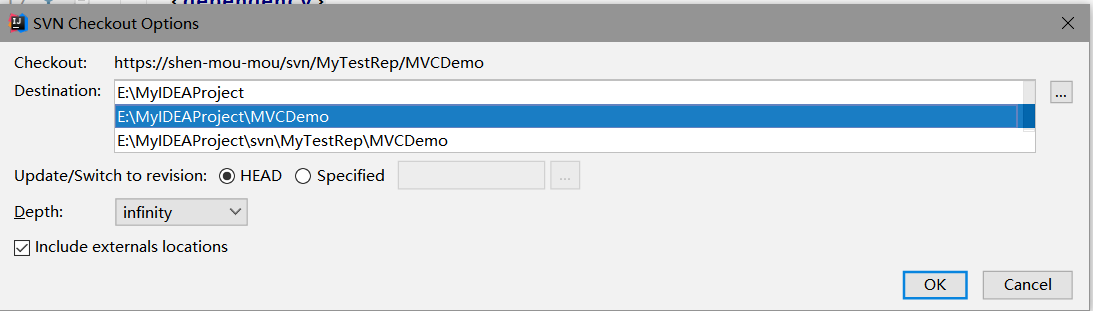 <dependency>
SVN Checkout Options
Checkout: https://shen-mou-mou/svn/MyTestRep/MVCDemo
Destination: E:\MyIDEAProject
...
E:\MyIDEAProject\MVCDemo
E:\MyIDEAProject\svn\MyTestRep\MVCDemo
Update/Switch to revision: HEAD Specified ...
Depth: infinity
Include externals locations
OK Cancel